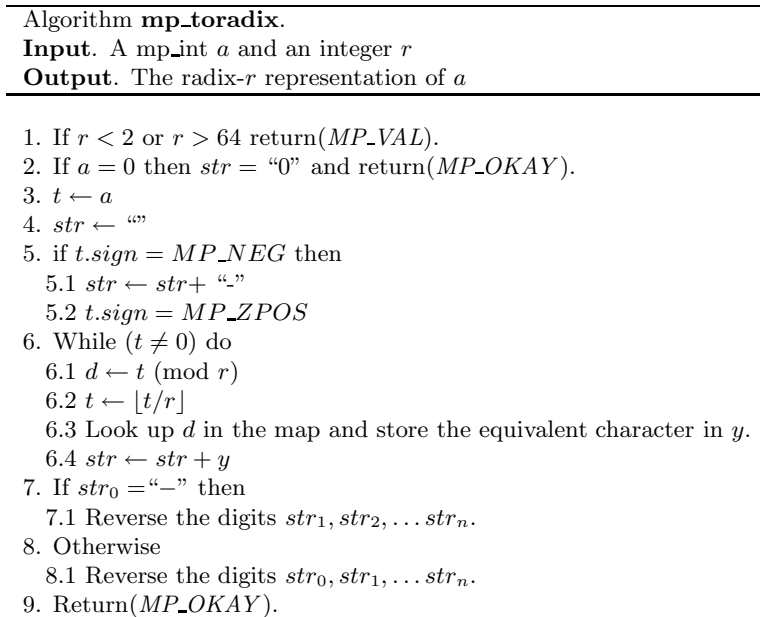 Algorithm mp_toradix.
Input. A mp_int a and an integer r
Output. The radix-r representation of a
1. If r < 2 or r > 64 return(MP_VAL).
2. If a = 0 then str = “0” and return(MP_OKAY).
3. t ← a
4. str ← “”
5. if t.sign = MP_NEG then
5.1 str ← str+ “-”
5.2 t.sign = MP_ZPOS
6. While (t ≠ 0) do
6.1 d ← t (mod r)
6.2 t ← ⌊t/r⌋
6.3 Look up d in the map and store the equivalent character in y.
6.4 str ← str + y
7. If str₀ =“−” then
7.1 Reverse the digits str₁, str₂, . . . strₙ.
8. Otherwise
8.1 Reverse the digits str₀, str₁, . . . strₙ.
9. Return(MP_OKAY).